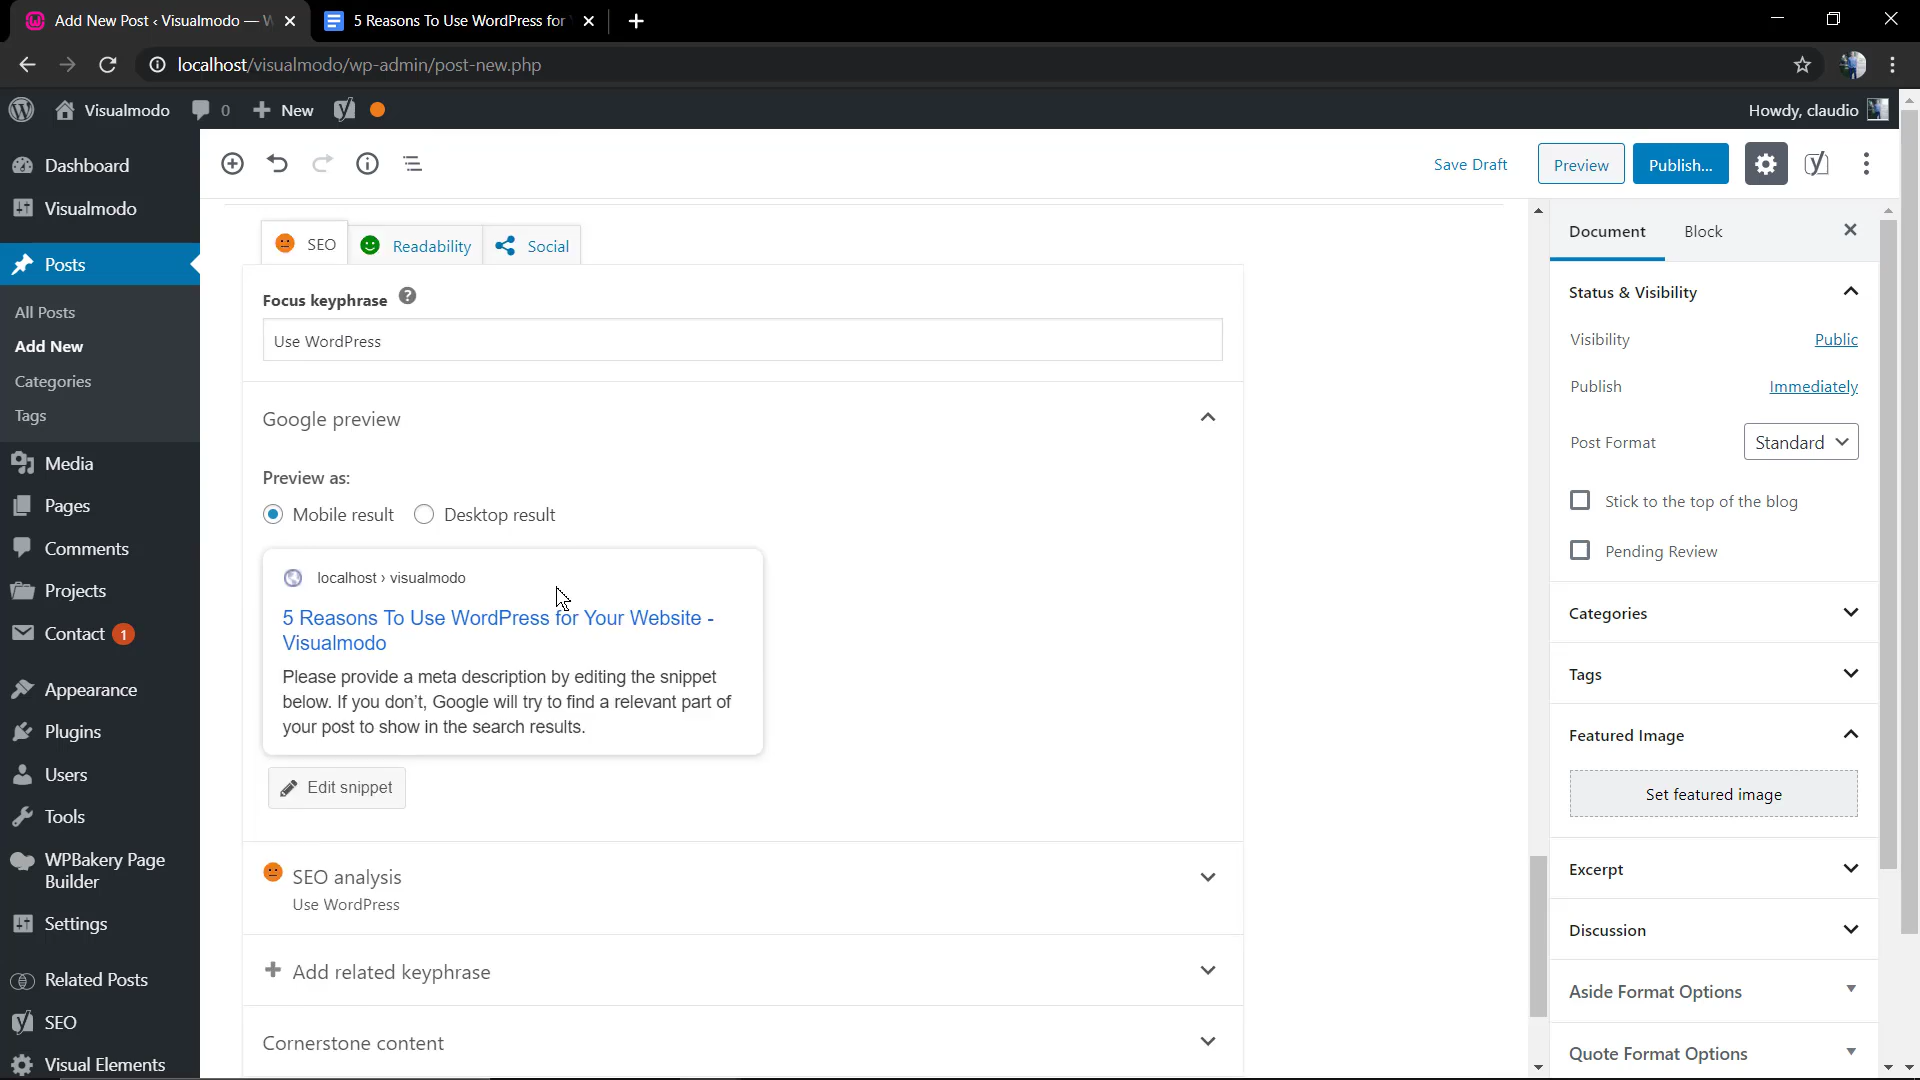 Add New Post ‹ Visualmodo — W
5 Reasons To Use WordPress for
localhost/visualmodo/wp-admin/post-new.php
Visualmodo
0
New
Howdy, claudio
Dashboard
Visualmodo
Posts
All Posts
Add New
Categories
Tags
Media
Pages
Comments
Projects
Contact 1
Appearance
Plugins
Users
Tools
WPBakery Page
Builder
Settings
Related Posts
SEO
Visual Elements
Save Draft
Preview
Publish...
SEO
Readability
Social
Focus keyphrase ?
Use WordPress
Google preview
Preview as:
Mobile result
Desktop result
localhost › visualmodo
5 Reasons To Use WordPress for Your Website -
Visualmodo
Please provide a meta description by editing the snippet
below. If you don’t, Google will try to find a relevant part of
your post to show in the search results.
Edit snippet
SEO analysis
Use WordPress
Add related keyphrase
Cornerstone content
Document
Block
Status & Visibility
Visibility
Public
Publish
Immediately
Post Format
Standard
Stick to the top of the blog
Pending Review
Categories
Tags
Featured Image
Set featured image
Excerpt
Discussion
Aside Format Options
Quote Format Options